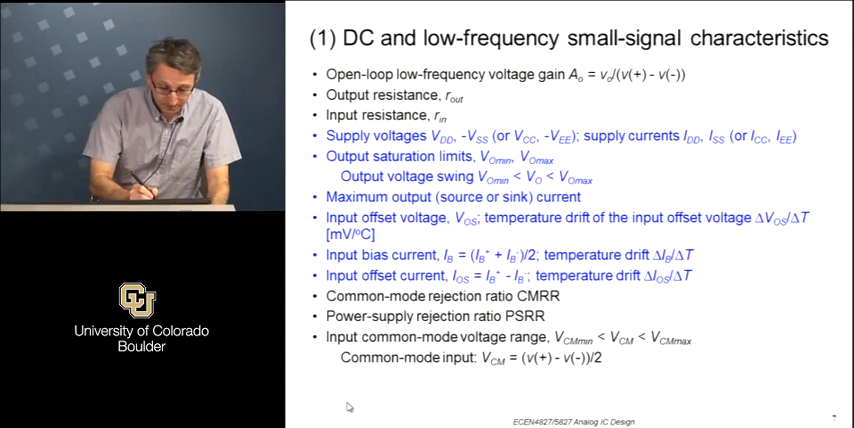 (1) DC and low-frequency small-signal characteristics
• Open-loop low-frequency voltage gain Ao = vo/(v(+) - v(-))
• Output resistance, rout
• Input resistance, rin
• Supply voltages VDD, -VSS (or VCC, -VEE); supply currents IDD, ISS (or ICC, IEE)
• Output saturation limits, VOmin, VOmax
Output voltage swing VOmin < VO < VOmax
• Maximum output (source or sink) current
• Input offset voltage, VOS; temperature drift of the input offset voltage ΔVOS/ΔT
[mV/°C]
• Input bias current, IB = (IB+ + IB-)/2; temperature drift ΔIB/ΔT
• Input offset current, IOS = IB+ - IB-; temperature drift ΔIOS/ΔT
• Common-mode rejection ratio CMRR
• Power-supply rejection ratio PSRR
• Input common-mode voltage range, VCMmin < VCM < VCMmax
Common-mode input: VCM = (v(+) - v(-))/2
CU
University of Colorado
Boulder
ECEN4827/5827 Analog IC Design
7